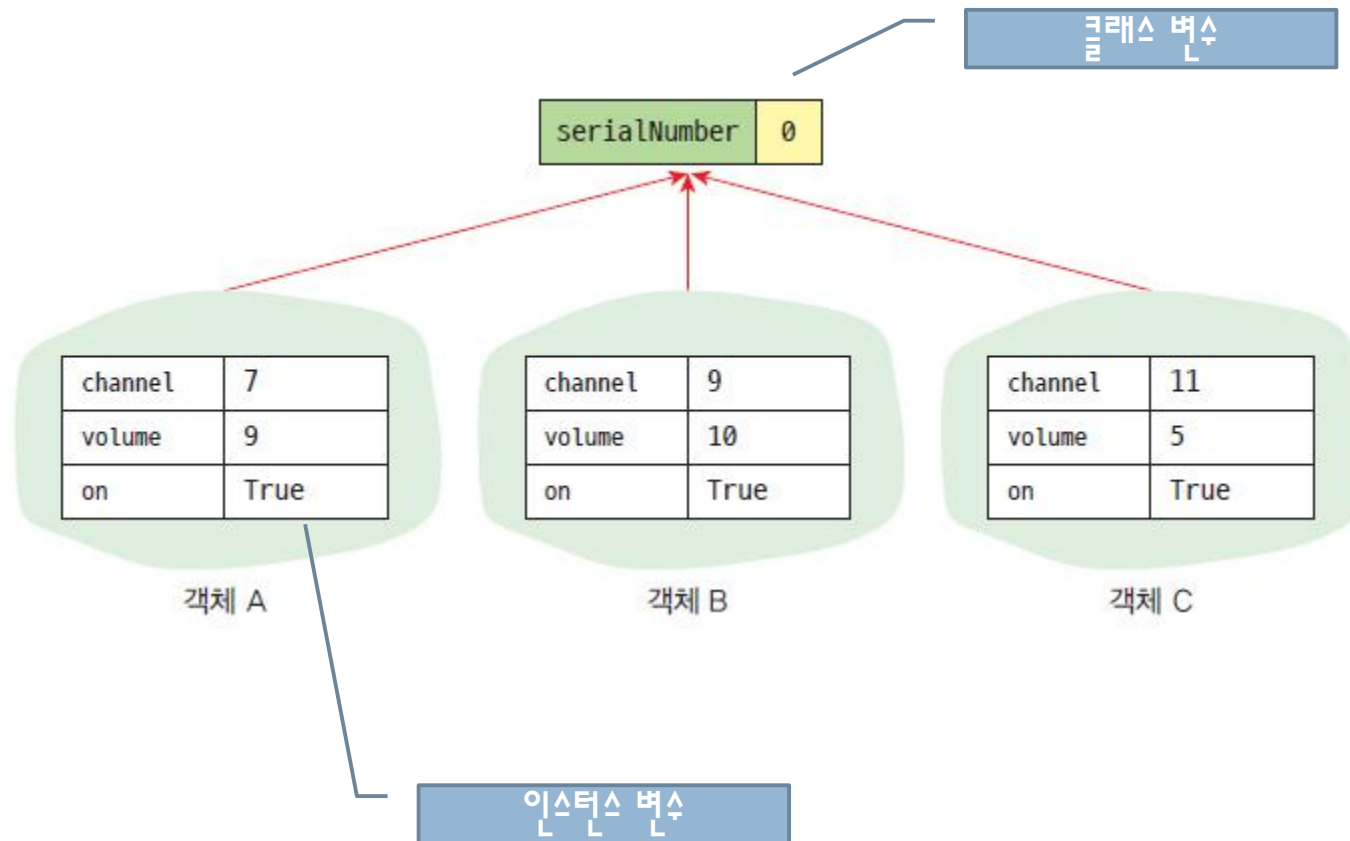 클래스 변수
serialNumber 0
channel 7
volume 9
on True
객체 A
channel 9
volume 10
on True
객체 B
channel 11
volume 5
on True
객체 C
인스턴스 변수